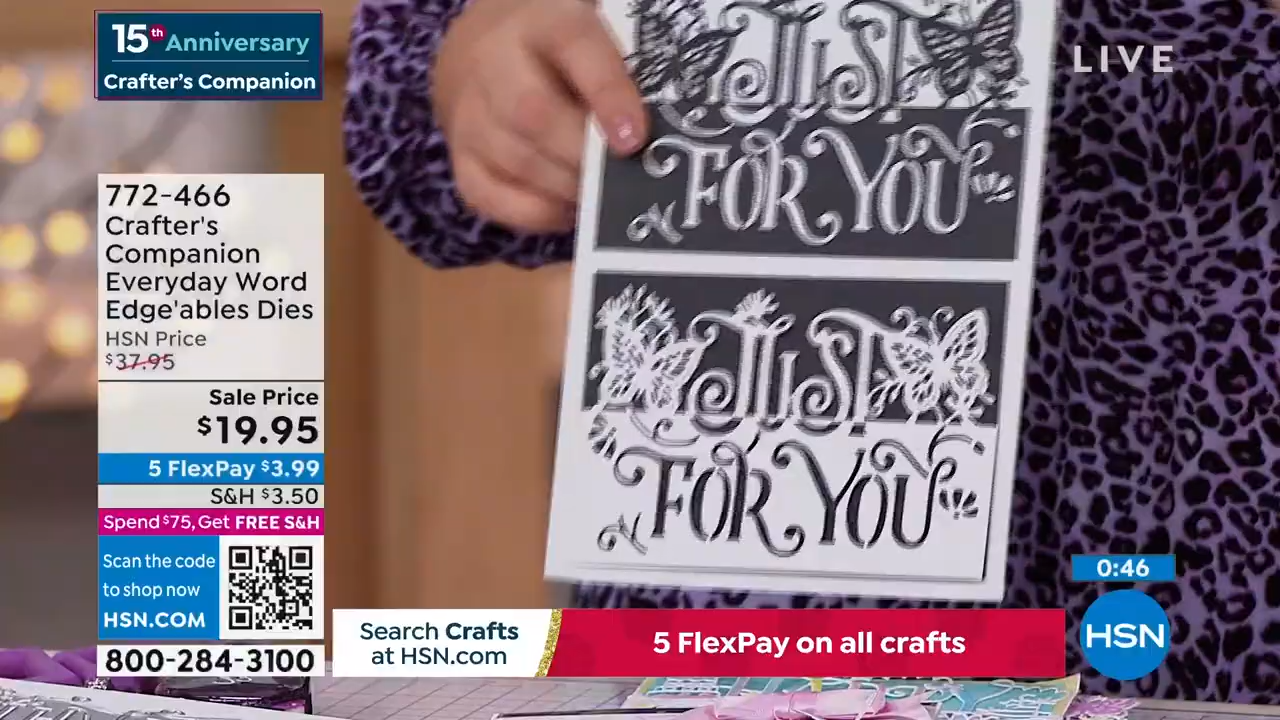 15th Anniversary
Crafter's Companion
LIVE
JUST
FOR YOU
JUST
FOR YOU
772-466
Crafter's
Companion
Everyday Word
Edge'ables Dies
HSN Price
$37.95
Sale Price
$19.95
5 FlexPay $3.99
S&H $3.50
Spend $75, Get FREE S&H
Scan the code
to shop now
HSN.COM
800-284-3100
Search Crafts
at HSN.com
5 FlexPay on all crafts
0:46
HSN